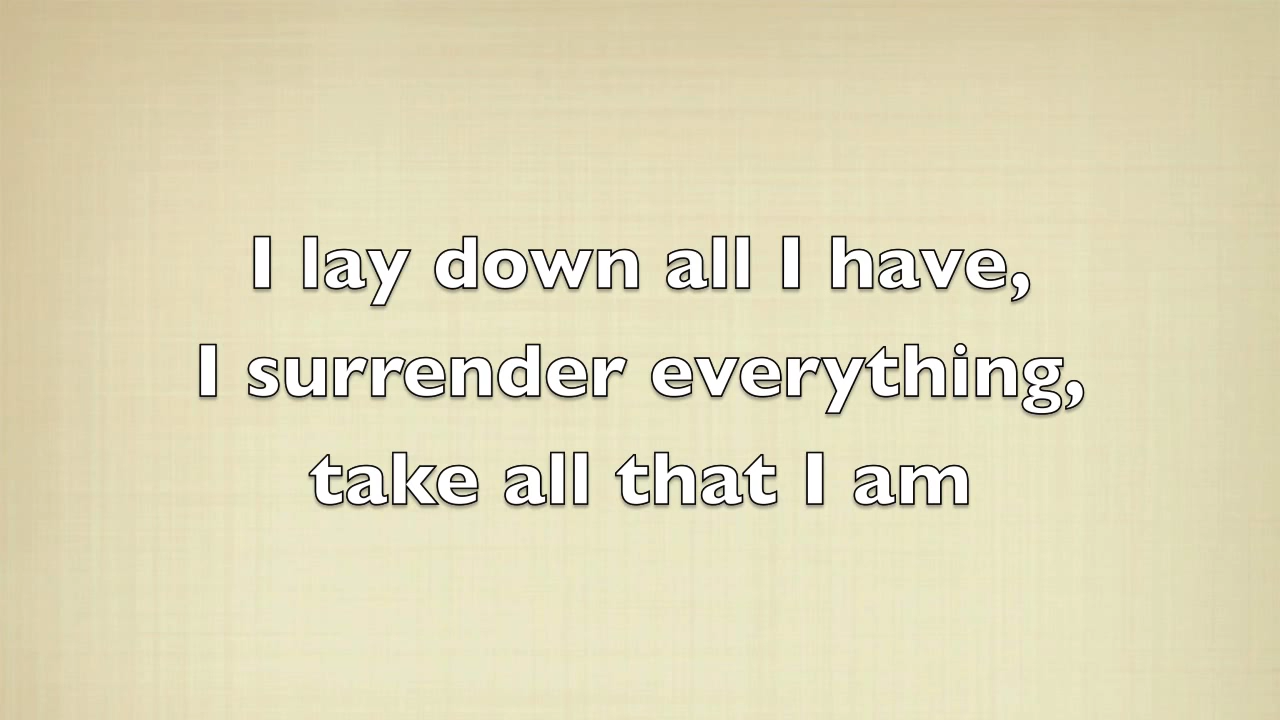 I lay down all I have,
I surrender everything,
take all that I am